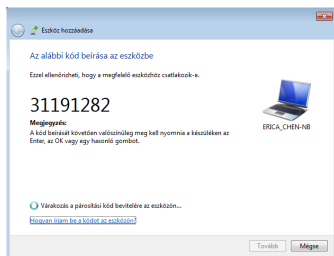 Eszköz hozzáadása
Az alábbi kód beírása az eszközbe
Ezzel ellenőrizheti, hogy a megfelelő eszközhöz csatlakozik-e.
31191282
Megjegyzés:
A kód beírását követően valószínűleg meg kell nyomnia a készüléken az
Enter, az OK vagy egy hasonló gombot.
ERICA_CHEN-NB
Várakozás a párosítási kód bevitelére az eszközön...
Hogyan írjam be a kódot az eszközön?
Tovább
Mégse